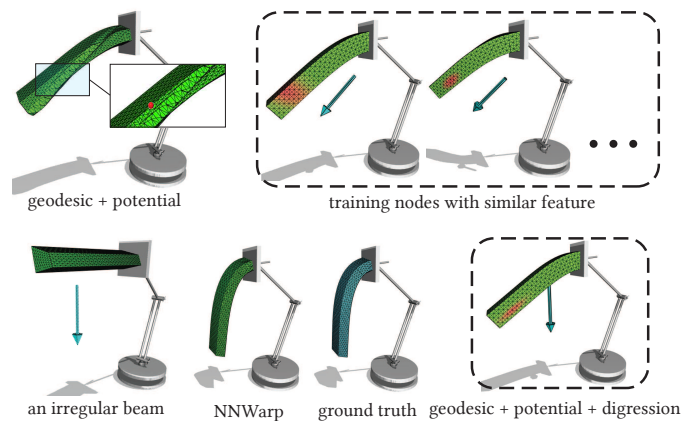 geodesic + potential
training nodes with similar feature
an irregular beam
NNWarp
ground truth
geodesic + potential + digression